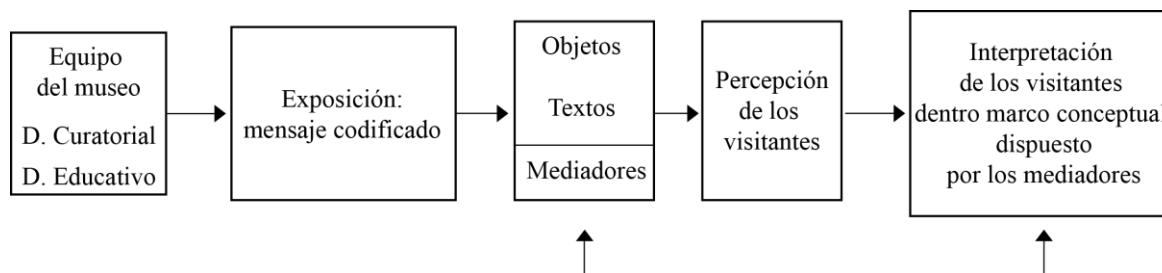 Equipo
del museo
D. Curatorial
D. Educativo
Exposición:
mensaje codificado
Objetos
Textos
Mediadores
Percepción
de los
visitantes
Interpretación
de los visitantes
dentro marco conceptual
dispuesto
por los mediadores